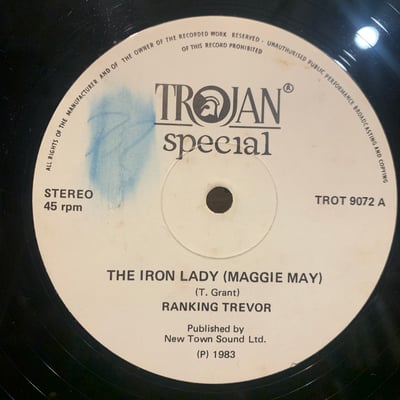 ALL RIGHTS OF THE MANUFACTURER AND OF THE OWNER OF THE RECORDED WORK RESERVED - UNAUTHORISED PUBLIC PERFORMANCE BROADCASTING AND COPYING
OF THIS RECORD PROHIBITED
TROJAN®
special
STEREO
45 rpm
TROT 9072 A
THE IRON LADY (MAGGIE MAY)
(T. Grant)
RANKING TREVOR
Published by
New Town Sound Ltd.
(P) 1983